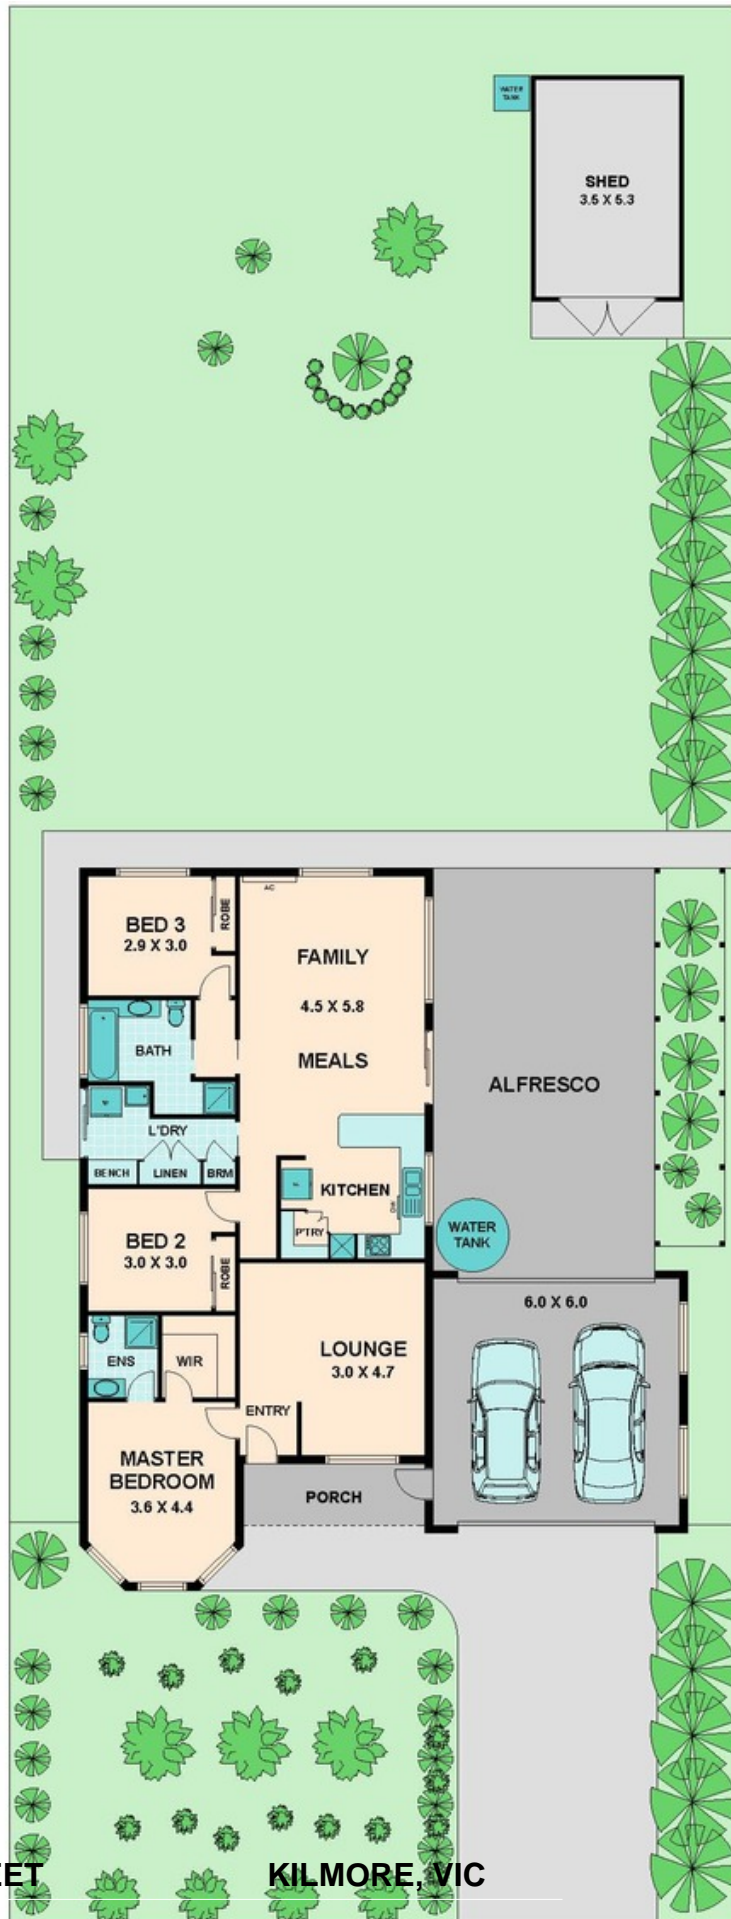 WATER
TANK
SHED
3.5 X 5.3
AC
BED 3
2.9 X 3.0
ROBE
FAMILY
4.5 X 5.8
MEALS
BATH
ALFRESCO
L'DRY
BENCH
LINEN
BRM
KITCHEN
P'TRY
DW
BED 2
3.0 X 3.0
ROBE
WATER
TANK
6.0 X 6.0
ENS
WIR
LOUNGE
3.0 X 4.7
ENTRY
MASTER
BEDROOM
3.6 X 4.4
PORCH
KILMORE, VIC